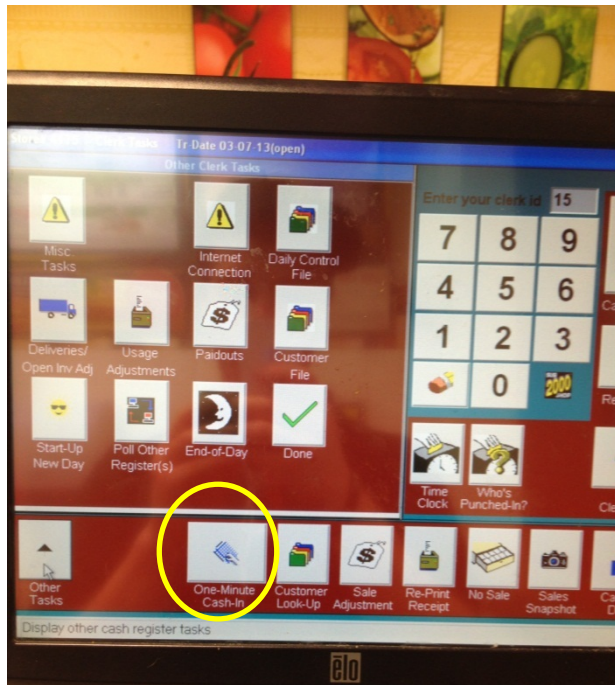 Clerk Tasks Tr-Date 03-07-13(open)
Other Clerk Tasks
Misc.
Tasks
Internet
Connection
Daily Control
File
Deliveries/
Open Inv Adj
Usage
Adjustments
Paidouts
Customer
File
Start-Up
New Day
Poll Other
Register(s)
End-of-Day
Done
Enter your clerk id 15
7 8 9
4 5 6
1 2 3
0
2000
Time
Clock
Who's
Punched-In?
Other
Tasks
One-Minute
Cash-In
Customer
Look-Up
Sale
Adjustment
Re-Print
Receipt
No Sale
Sales
Snapshot
Display other cash register tasks
elo